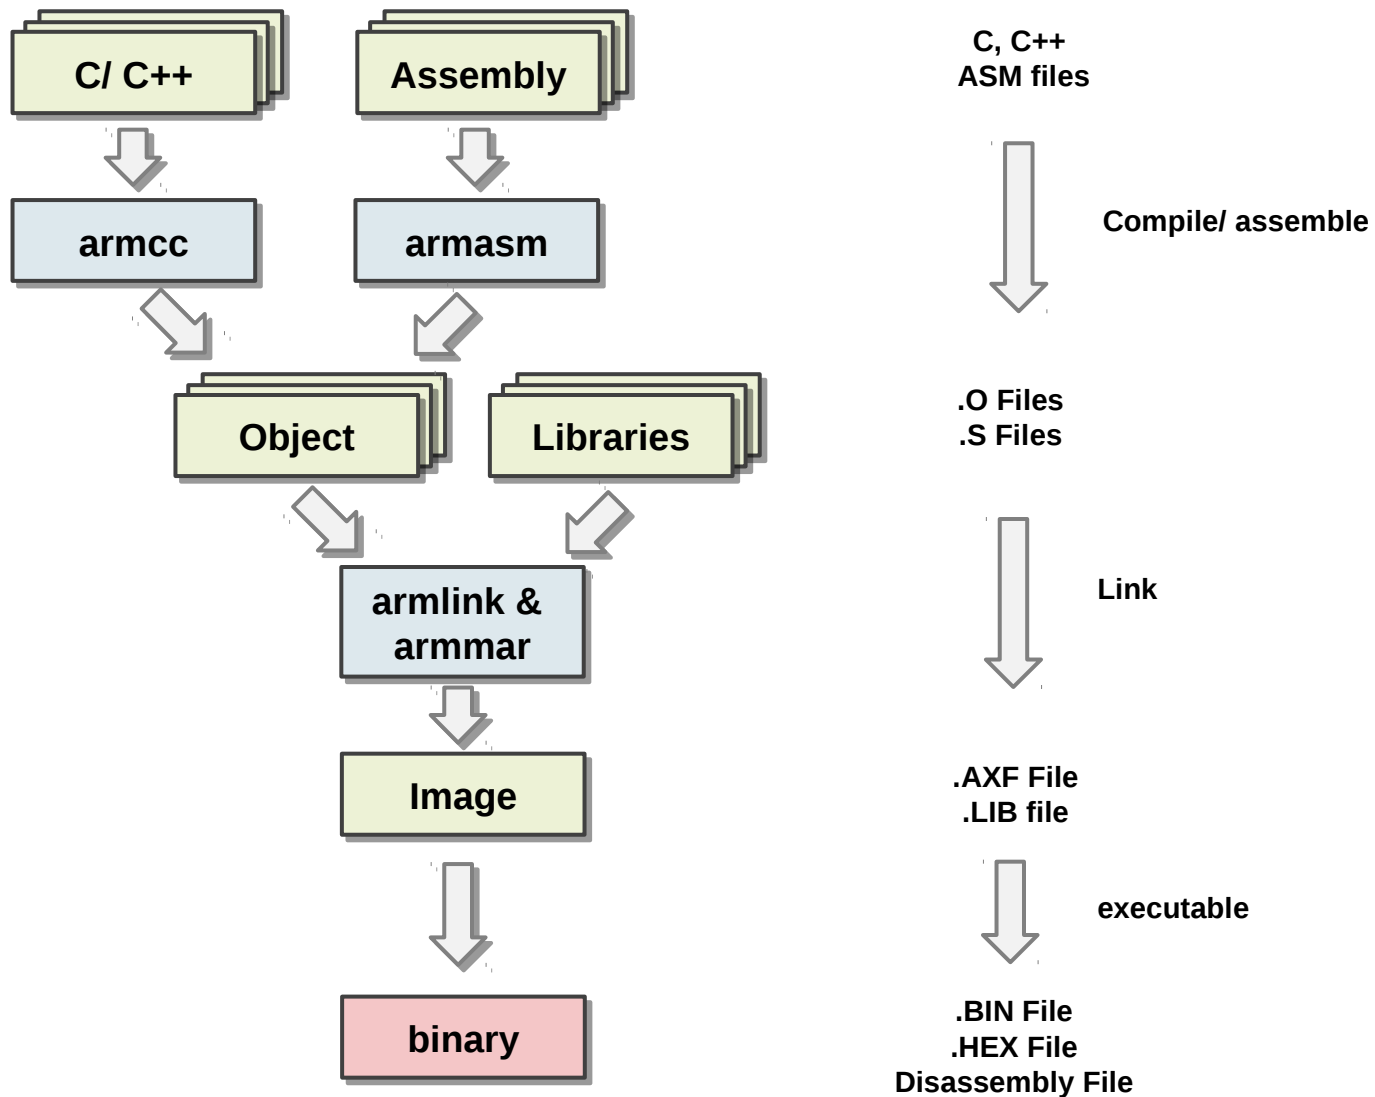 C/ C++
Assembly
C, C++
ASM files
armcc
armasm
Compile/ assemble
Object
Libraries
.O Files
.S Files
armlink &
armmar
Link
Image
.AXF File
.LIB file
executable
binary
.BIN File
.HEX File
Disassembly File